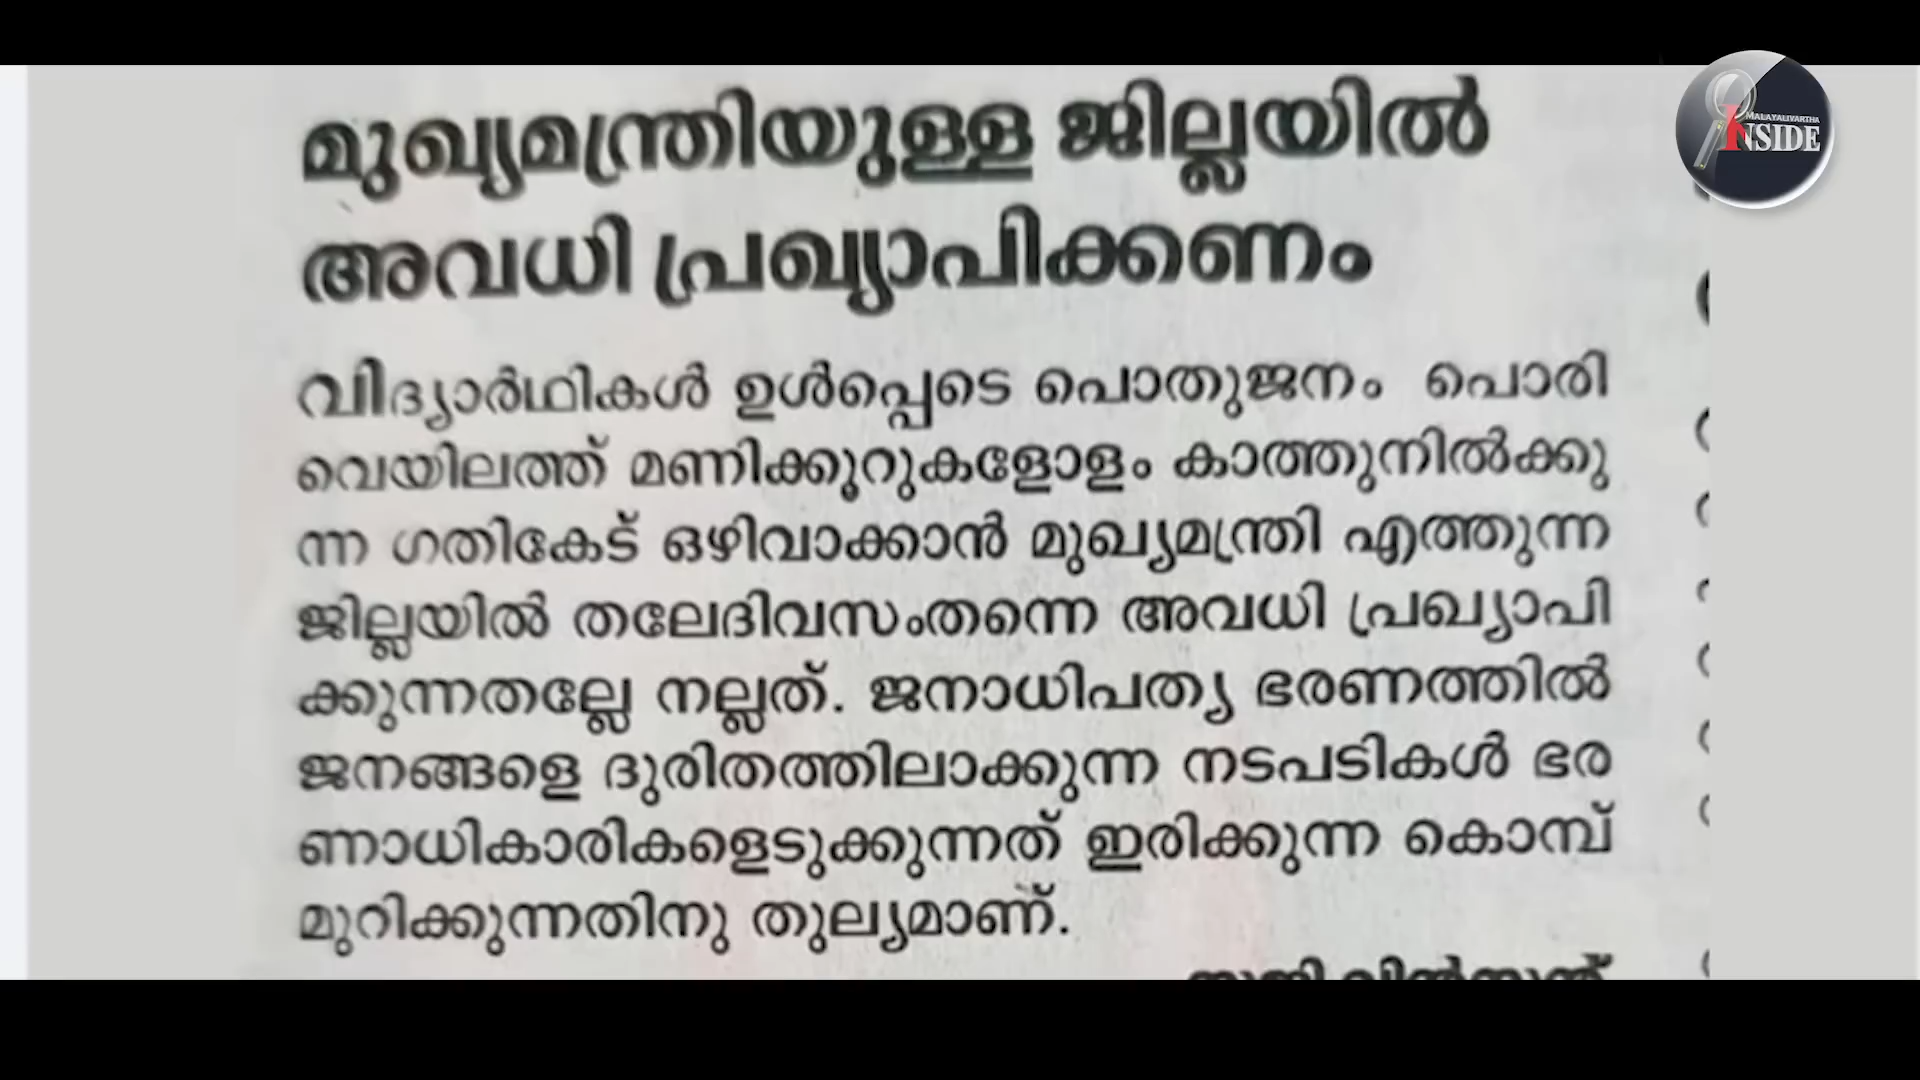 MALAYALIVARTHA
INSIDE
മുഖ്യമന്ത്രിയുള്ള ജില്ലയിൽ
അവധി പ്രഖ്യാപിക്കണം
വിദ്യാർഥികൾ ഉൾപ്പെടെ പൊതുജനം പൊരി
വെയിലത്ത് മണിക്കൂറുകളോളം കാത്തുനിൽക്കു
ന്ന ഗതികേട് ഒഴിവാക്കാൻ മുഖ്യമന്ത്രി എത്തുന്ന
ജില്ലയിൽ തലേദിവസംതന്നെ അവധി പ്രഖ്യാപി
ക്കുന്നതല്ലേ നല്ലത്. ജനാധിപത്യ ഭരണത്തിൽ
ജനങ്ങളെ ദുരിതത്തിലാക്കുന്ന നടപടികൾ ഭര
ണാധികാരികളെടുക്കുന്നത് ഇരിക്കുന്ന കൊമ്പ്
മുറിക്കുന്നതിനു തുല്യമാണ്.